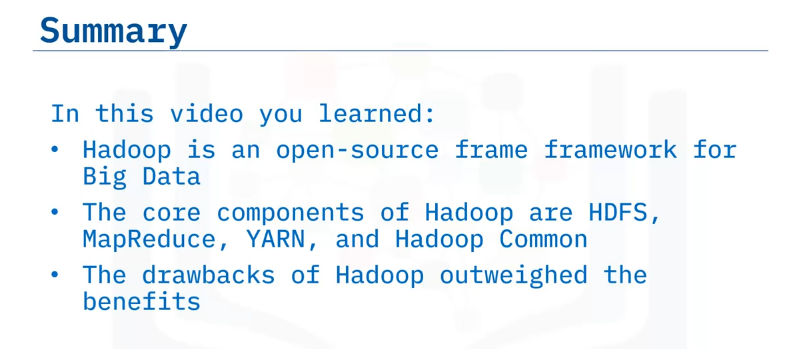 Summary
In this video you learned:
• Hadoop is an open-source frame framework for
Big Data
• The core components of Hadoop are HDFS,
MapReduce, YARN, and Hadoop Common
• The drawbacks of Hadoop outweighed the
benefits